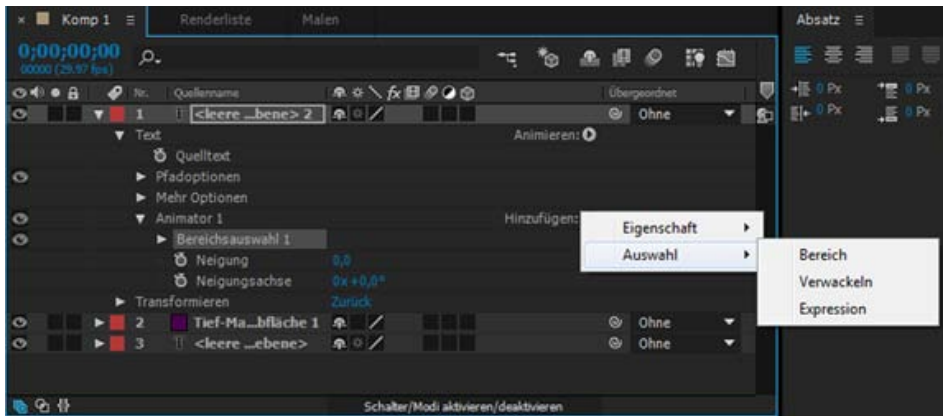 × Komp 1 ≡ Renderliste Malen Absatz ≡
0;00;00;00
00000 (29.97 fps)
0 Px 0 Px
0 Px 0 Px
Nr. Quellenname fx Übergeordnet
1 T <leere ...bene> 2 Ohne
Text Animieren:
Quelltext
Pfadoptionen
Mehr Optionen
Animator 1 Hinzufügen:
Eigenschaft
Bereichsauswahl 1
Auswahl Bereich
Neigung 0,0
Verwackeln
Neigungsachse 0x+0,0°
Expression
Transformieren Zurück
2 Tief-Ma...bfläche 1 Ohne
3 T <leere ...ebene> Ohne
Schalter/Modi aktivieren/deaktivieren